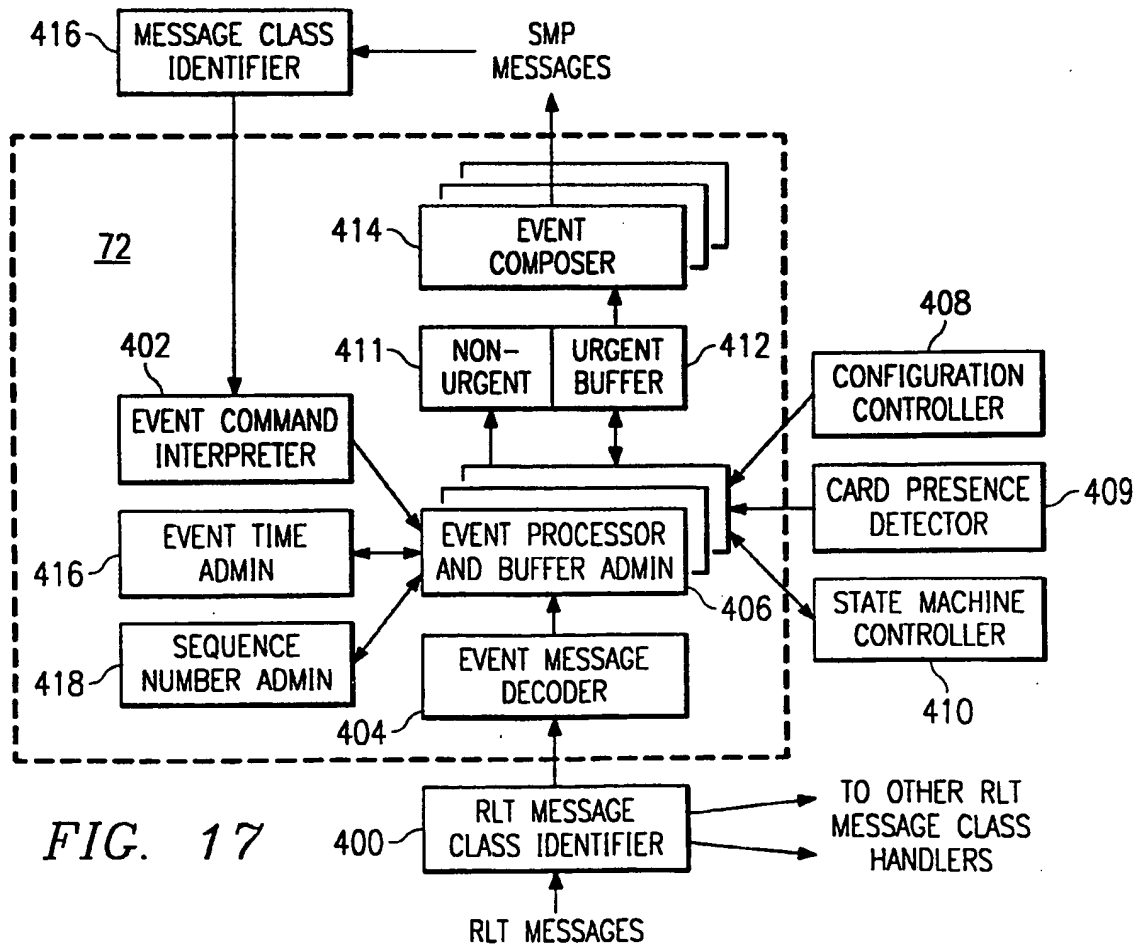 416
MESSAGE CLASS
IDENTIFIER
SMP
MESSAGES
72
414
EVENT
COMPOSER
411
NON-
URGENT
URGENT
BUFFER
412
408
CONFIGURATION
CONTROLLER
402
EVENT COMMAND
INTERPRETER
CARD PRESENCE
DETECTOR
409
416
EVENT TIME
ADMIN
EVENT PROCESSOR
AND BUFFER ADMIN
406
STATE MACHINE
CONTROLLER
410
418
SEQUENCE
NUMBER ADMIN
EVENT MESSAGE
DECODER
404
FIG. 17
400
RLT MESSAGE
CLASS IDENTIFIER
TO OTHER RLT
MESSAGE CLASS
HANDLERS
RLT MESSAGES